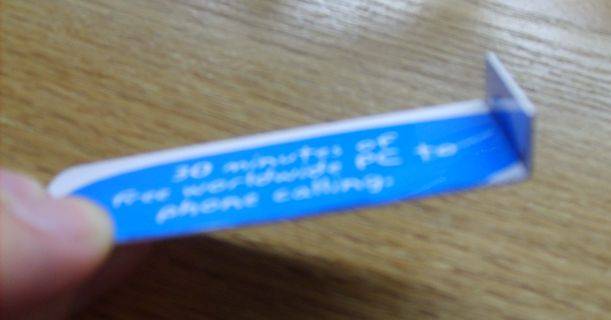 30 minutes of
free worldwide PC to
phone calling.